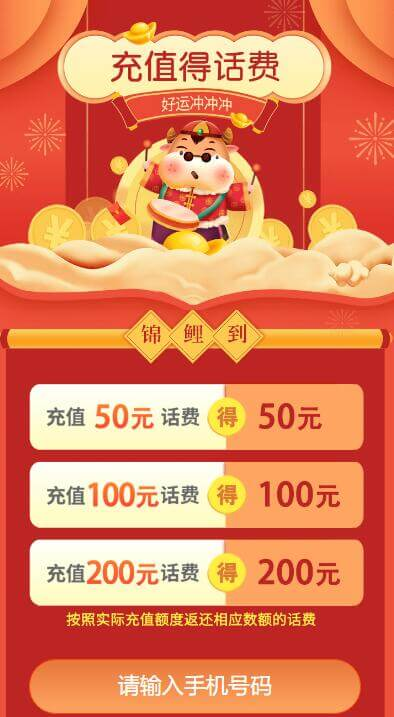 充值得话费
好运冲冲冲
锦鲤到
充值50元话费 得 50元
充值100元话费 得 100元
充值200元话费 得 200元
按照实际充值额度返还相应数额的话费
请输入手机号码